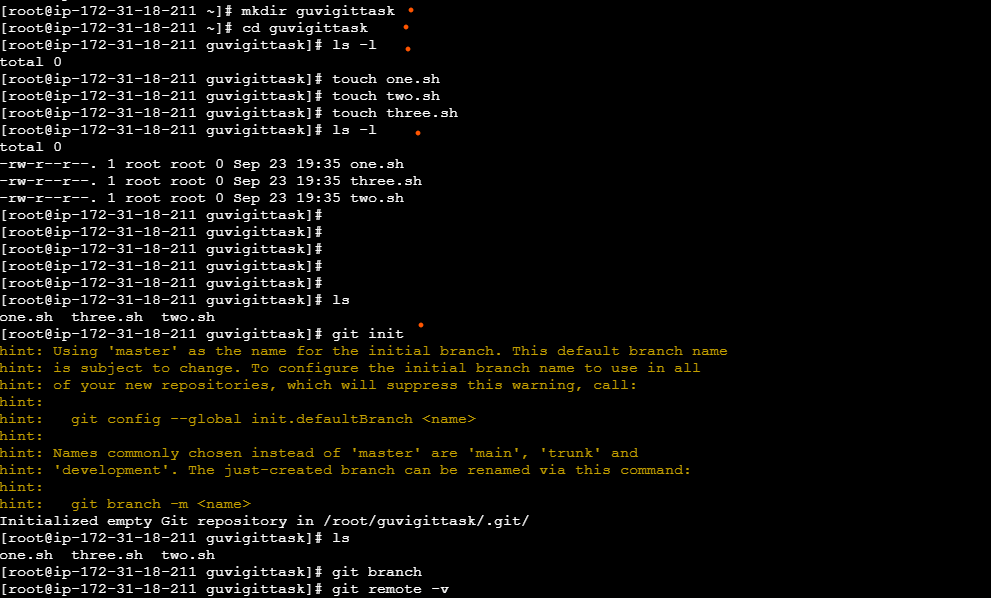 [root@ip-172-31-18-211 ~]# mkdir guvigittask
[root@ip-172-31-18-211 ~]# cd guvigittask
[root@ip-172-31-18-211 guvigittask]# ls -l
total 0
[root@ip-172-31-18-211 guvigittask]# touch one.sh
[root@ip-172-31-18-211 guvigittask]# touch two.sh
[root@ip-172-31-18-211 guvigittask]# touch three.sh
[root@ip-172-31-18-211 guvigittask]# ls -l
total 0
-rw-r--r--. 1 root root 0 Sep 23 19:35 one.sh
-rw-r--r--. 1 root root 0 Sep 23 19:35 three.sh
-rw-r--r--. 1 root root 0 Sep 23 19:35 two.sh
[root@ip-172-31-18-211 guvigittask]#
[root@ip-172-31-18-211 guvigittask]#
[root@ip-172-31-18-211 guvigittask]#
[root@ip-172-31-18-211 guvigittask]#
[root@ip-172-31-18-211 guvigittask]#
[root@ip-172-31-18-211 guvigittask]# ls
one.sh  three.sh  two.sh
[root@ip-172-31-18-211 guvigittask]# git init
hint: Using 'master' as the name for the initial branch. This default branch name
hint: is subject to change. To configure the initial branch name to use in all
hint: of your new repositories, which will suppress this warning, call:
hint:
hint:   git config --global init.defaultBranch <name>
hint:
hint: Names commonly chosen instead of 'master' are 'main', 'trunk' and
hint: 'development'. The just-created branch can be renamed via this command:
hint:
hint:   git branch -m <name>
Initialized empty Git repository in /root/guvigittask/.git/
[root@ip-172-31-18-211 guvigittask]# ls
one.sh  three.sh  two.sh
[root@ip-172-31-18-211 guvigittask]# git branch
[root@ip-172-31-18-211 guvigittask]# git remote -v